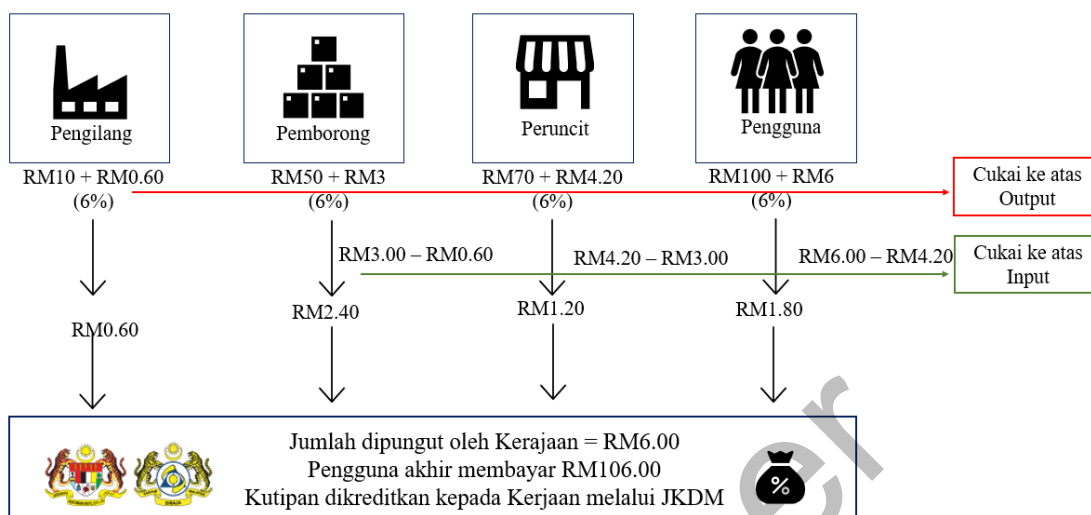 Pengilang
Pemborong
Peruncit
Pengguna
RM10 + RM0.60
(6%)
RM50 + RM3
(6%)
RM70 + RM4.20
(6%)
RM100 + RM6
(6%)
Cukai ke atas
Output
RM3.00 – RM0.60
RM4.20 – RM3.00
RM6.00 – RM4.20
Cukai ke atas
Input
RM0.60
RM2.40
RM1.20
RM1.80
Jumlah dipungut oleh Kerajaan = RM6.00
Pengguna akhir membayar RM106.00
Kutipan dikreditkan kepada Kerjaan melalui JKDM
%